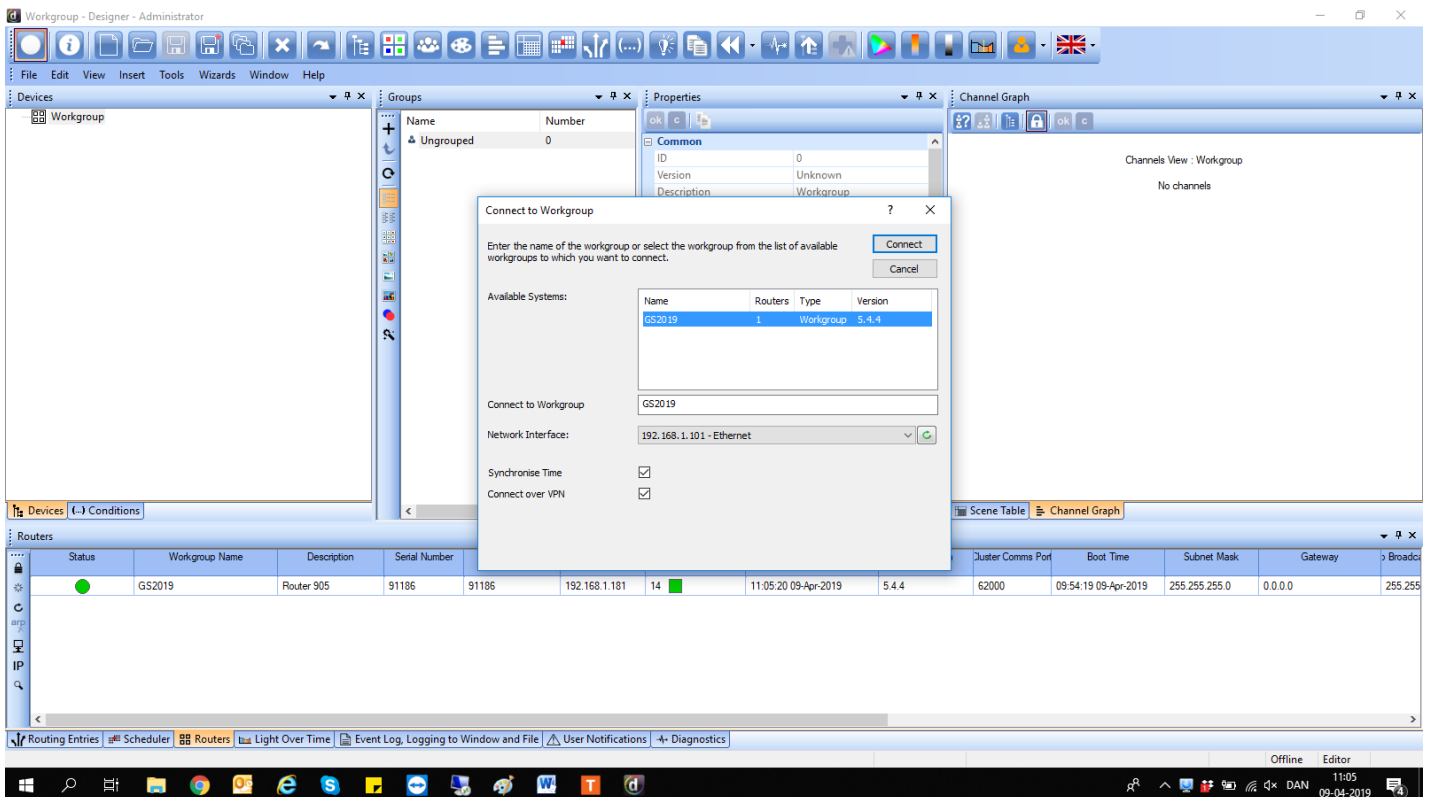 Workgroup - Designer - Administrator
File Edit View Insert Tools Wizards Window Help
Devices
Workgroup
Groups
Name Number
Ungrouped 0
Properties
ok c
Common
ID 0
Version Unknown
Description Workgroup
Channel Graph
ok c
Channels View : Workgroup
No channels
Connect to Workgroup ?
Enter the name of the workgroup or select the workgroup from the list of available
workgroups to which you want to connect.
Connect
Cancel
Available Systems:
Name Routers Type Version
GS2019 1 Workgroup 5.4.4
Connect to Workgroup GS2019
Network Interface: 192.168.1.101 - Ethernet
Synchronise Time
Connect over VPN
Devices (...) Conditions
Scene Table Channel Graph
Routers
Status Workgroup Name Description Serial Number Cluster Comms Port Boot Time Subnet Mask Gateway
GS2019 Router 905 91186 91186 192.168.1.181 14 11:05:20 09-Apr-2019 5.4.4 62000 09:54:19 09-Apr-2019 255.255.255.0 0.0.0.0 255.255
arp
IP
Routing Entries Scheduler Routers Light Over Time Event Log, Logging to Window and File User Notifications Diagnostics
Offline Editor
DAN 11:05
09-04-2019